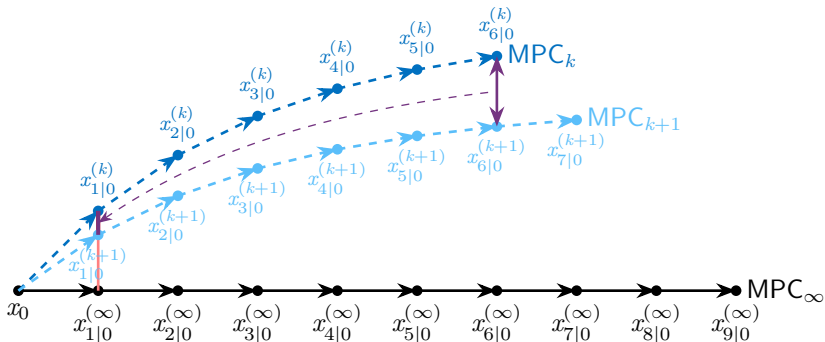 x_{6|0}^{(k)}
x_{5|0}^{(k)}
MPC_k
x_{4|0}^{(k)}
x_{3|0}^{(k)}
x_{2|0}^{(k)}
MPC_{k+1}
x_{7|0}^{(k+1)}
x_{6|0}^{(k+1)}
x_{5|0}^{(k+1)}
x_{4|0}^{(k+1)}
x_{1|0}^{(k)}
x_{3|0}^{(k+1)}
x_{2|0}^{(k+1)}
x_{1|0}^{(k+1)}
MPC_∞
x_0 x_{1|0}^{(∞)} x_{2|0}^{(∞)} x_{3|0}^{(∞)} x_{4|0}^{(∞)} x_{5|0}^{(∞)} x_{6|0}^{(∞)} x_{7|0}^{(∞)} x_{8|0}^{(∞)} x_{9|0}^{(∞)}